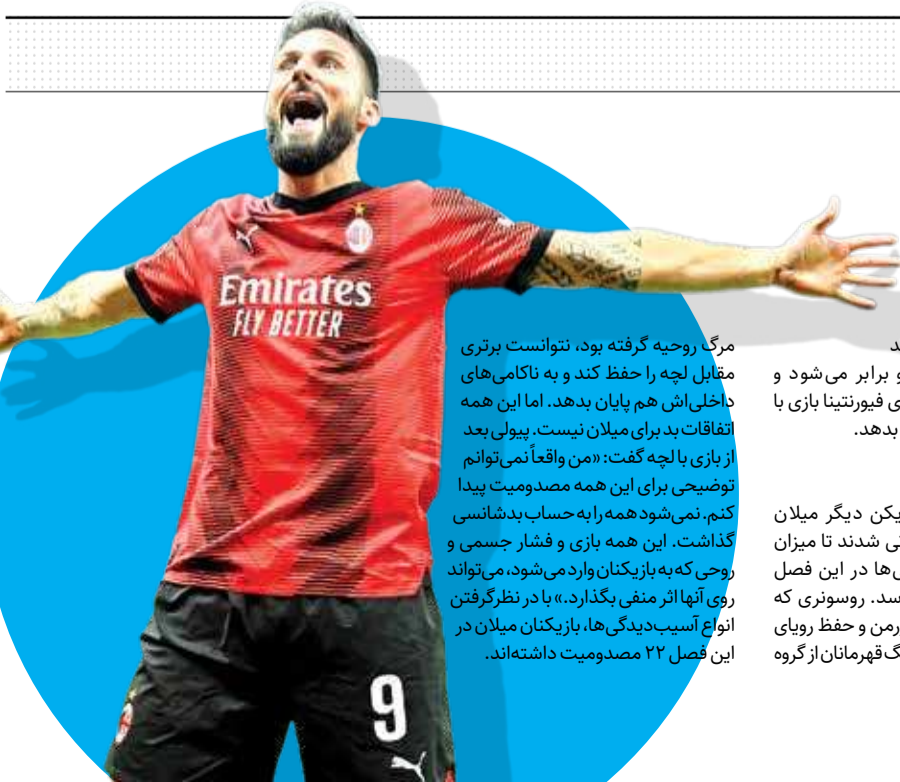 Emirates
FLY BETTER
9
د
و برابر می‌شود و
ی فیورنتینا بازی با
بدهد.
یکن دیگر میلان
نی شدند تا میزان
ی‌ها در این فصل
سد. روسونری که
ورمن و حفظ رویای
گ قهرمانان از گروه
مرگ روحیه گرفته بود، نتوانست برتری
مقابل لچه را حفظ کند و به ناکامی‌های
داخلی‌اش هم پایان بدهد. اما این همه
اتفاقات بد برای میلان نیست. پیولی بعد
از بازی با لچه گفت: «من واقعاً نمی‌توانم
توضیحی برای این همه مصدومیت پیدا
کنم. نمی‌شود همه را به حساب بدشانسی
گذاشت. این همه بازی و فشار جسمی و
روحی که به بازیکنان وارد می‌شود، می‌تواند
روی آنها اثر منفی بگذارد.» با در نظر گرفتن
انواع آسیب‌دیدگی‌ها، بازیکنان میلان در
این فصل ۲۲ مصدومیت داشته‌اند.